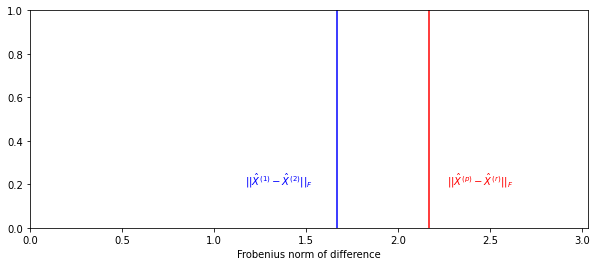 1.0
0.8
0.6
0.4
0.2
0.0
||X̂⁽¹⁾ − X̂⁽²⁾||_F
||X̂⁽ᵖ⁾ − X̂⁽ʳ⁾||_F
0.0 0.5 1.0 1.5 2.0 2.5 3.0
Frobenius norm of difference